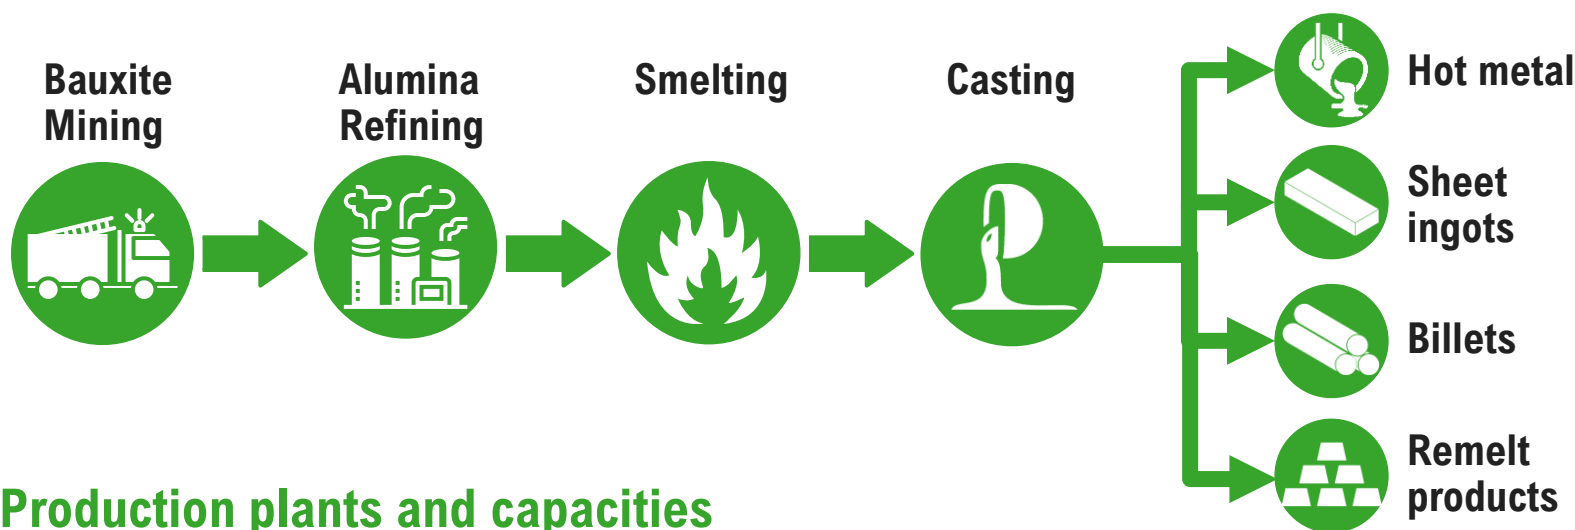 Bauxite
Mining
Alumina
Refining
Smelting
Casting
Hot metal
Sheet
ingots
Billets
Remelt
products
Production plants and capacities